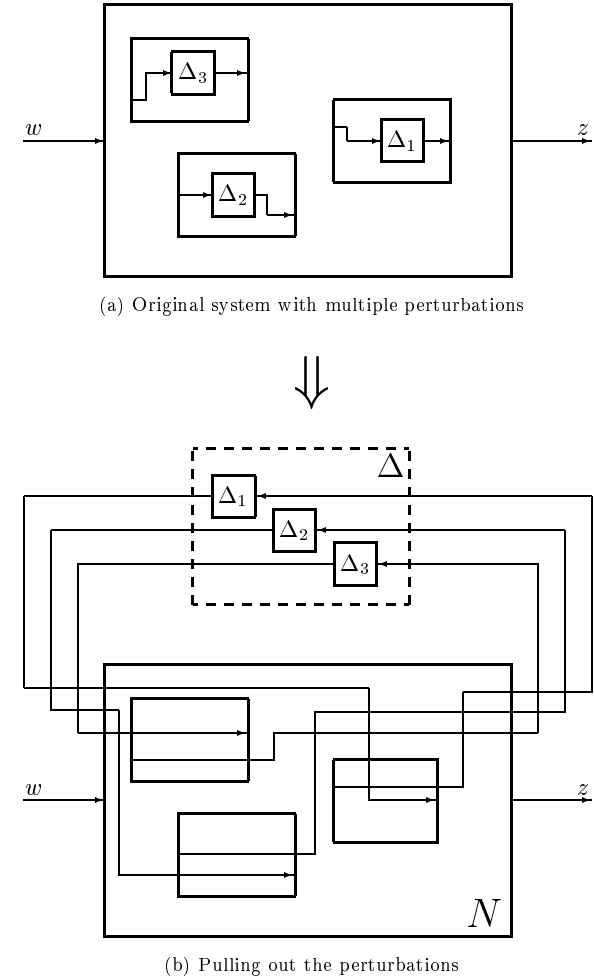 Δ₃
w z
Δ₁
Δ₂
(a) Original system with multiple perturbations
⇓
Δ
Δ₁
Δ₂
Δ₃
w z
N
(b) Pulling out the perturbations